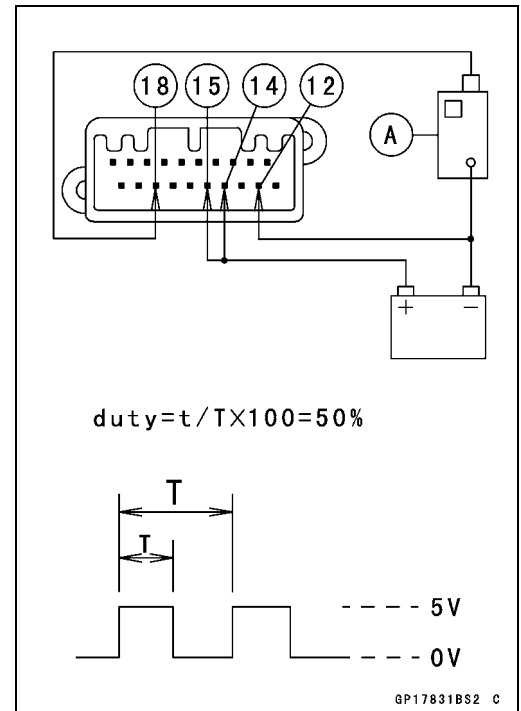 18 15 14 12
A
+ −
duty=t/T×100=50%
T
T
5V
0V
GP17831BS2 C